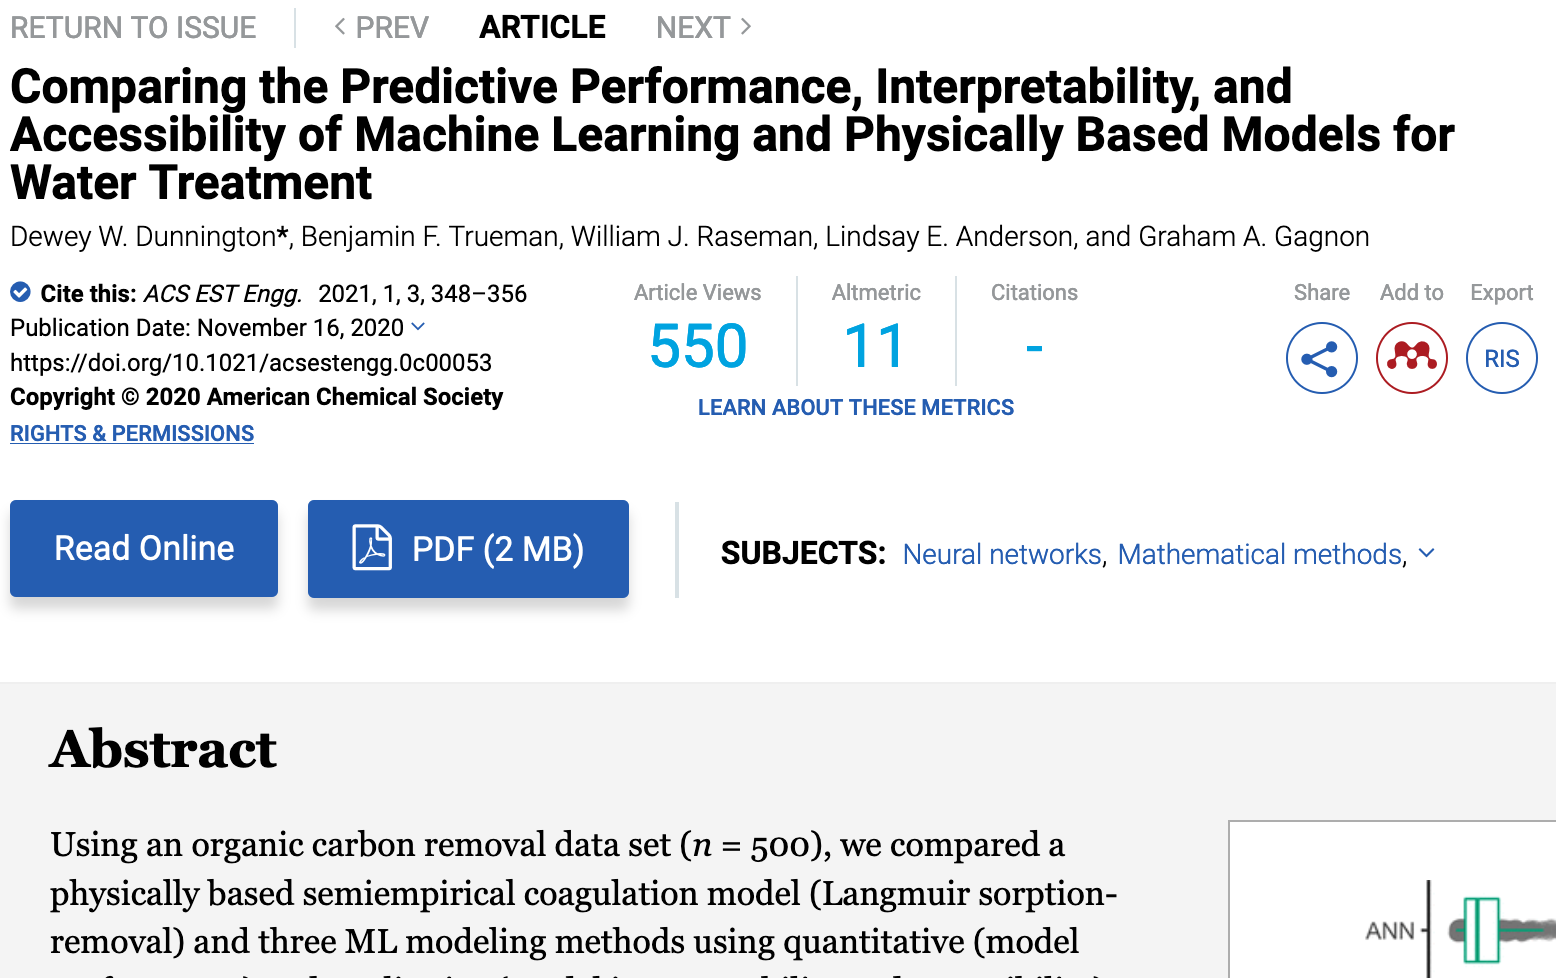 RETURN TO ISSUE < PREV ARTICLE NEXT >
Comparing the Predictive Performance, Interpretability, and
Accessibility of Machine Learning and Physically Based Models for
Water Treatment
Dewey W. Dunnington*, Benjamin F. Trueman, William J. Raseman, Lindsay E. Anderson, and Graham A. Gagnon
Cite this: ACS EST Engg. 2021, 1, 3, 348–356
Publication Date: November 16, 2020
https://doi.org/10.1021/acsestengg.0c00053
Copyright © 2020 American Chemical Society
RIGHTS & PERMISSIONS
Article Views Altmetric Citations
550 11 -
LEARN ABOUT THESE METRICS
Share Add to Export
RIS
Read Online
PDF (2 MB)
SUBJECTS: Neural networks, Mathematical methods,
Abstract
Using an organic carbon removal data set (n = 500), we compared a
physically based semiempirical coagulation model (Langmuir sorption-
removal) and three ML modeling methods using quantitative (model
ANN